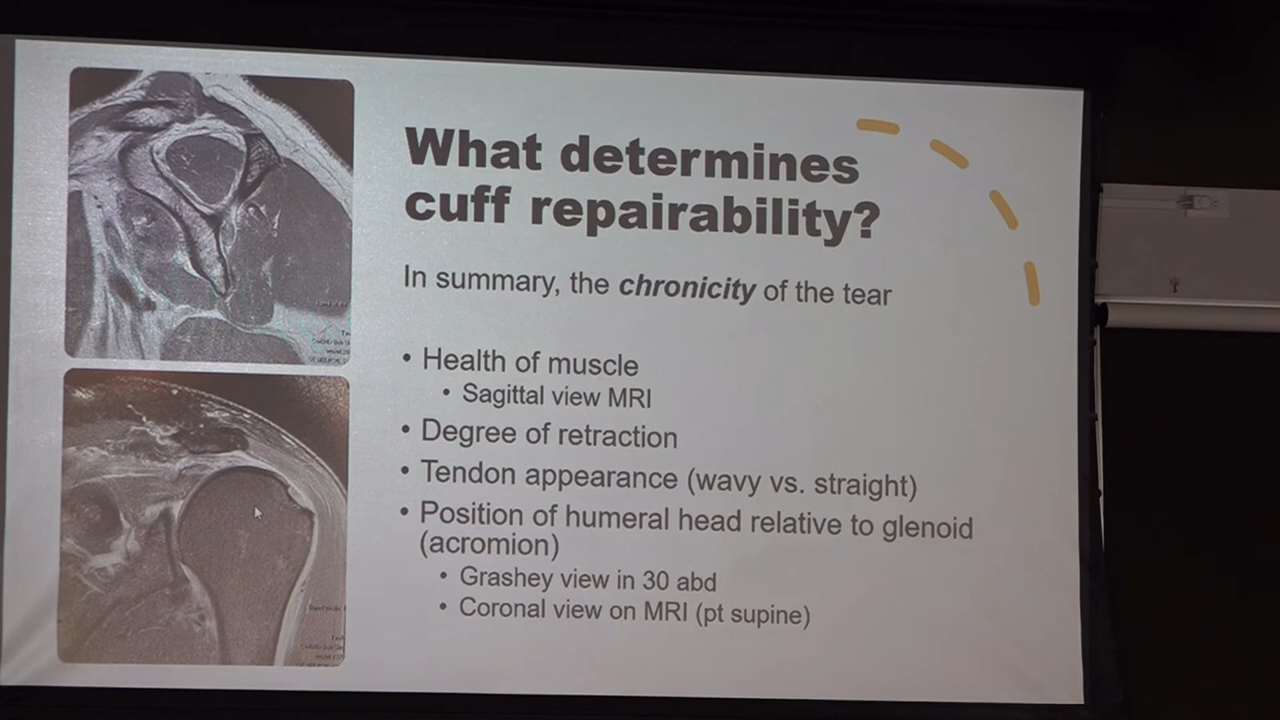 What determines
cuff repairability?
In summary, the chronicity of the tear
• Health of muscle
• Sagittal view MRI
• Degree of retraction
• Tendon appearance (wavy vs. straight)
• Position of humeral head relative to glenoid
(acromion)
• Grashey view in 30 abd
• Coronal view on MRI (pt supine)